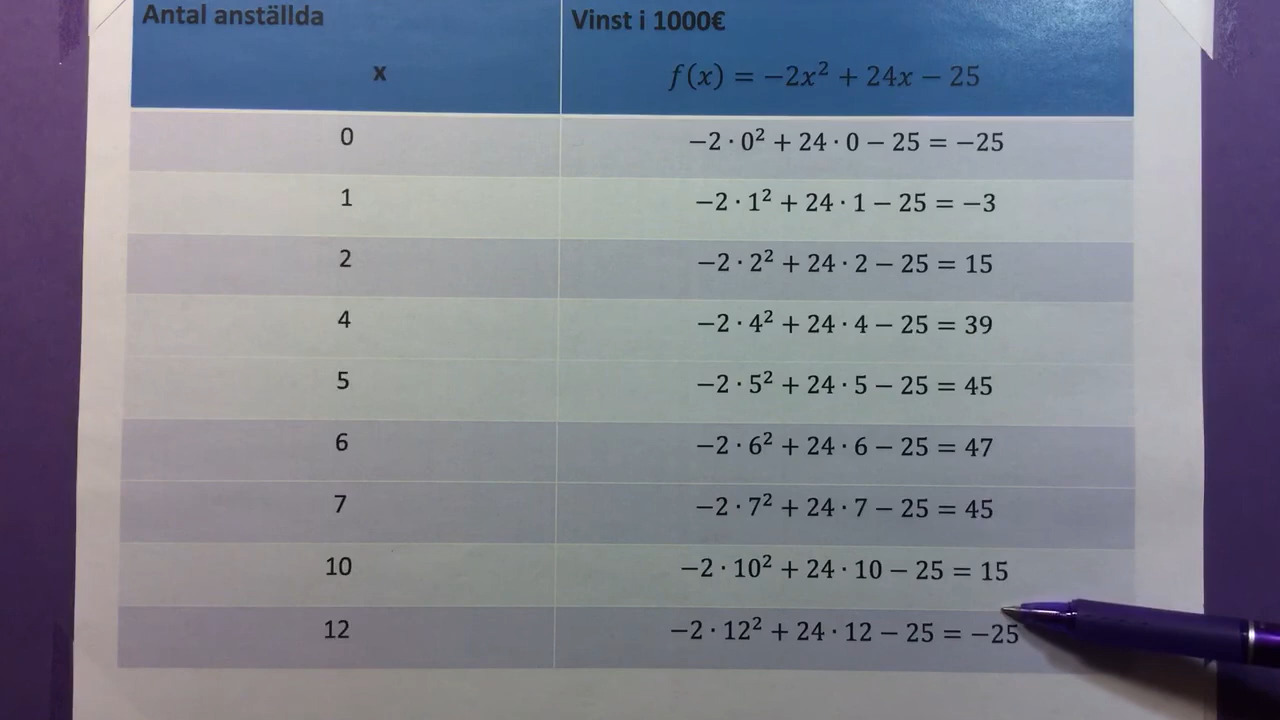 Antal anställda Vinst i 1000€
x f(x) = −2x² + 24x − 25
0 −2 · 0² + 24 · 0 − 25 = −25
1 −2 · 1² + 24 · 1 − 25 = −3
2 −2 · 2² + 24 · 2 − 25 = 15
4 −2 · 4² + 24 · 4 − 25 = 39
5 −2 · 5² + 24 · 5 − 25 = 45
6 −2 · 6² + 24 · 6 − 25 = 47
7 −2 · 7² + 24 · 7 − 25 = 45
10 −2 · 10² + 24 · 10 − 25 = 15
12 −2 · 12² + 24 · 12 − 25 = −25